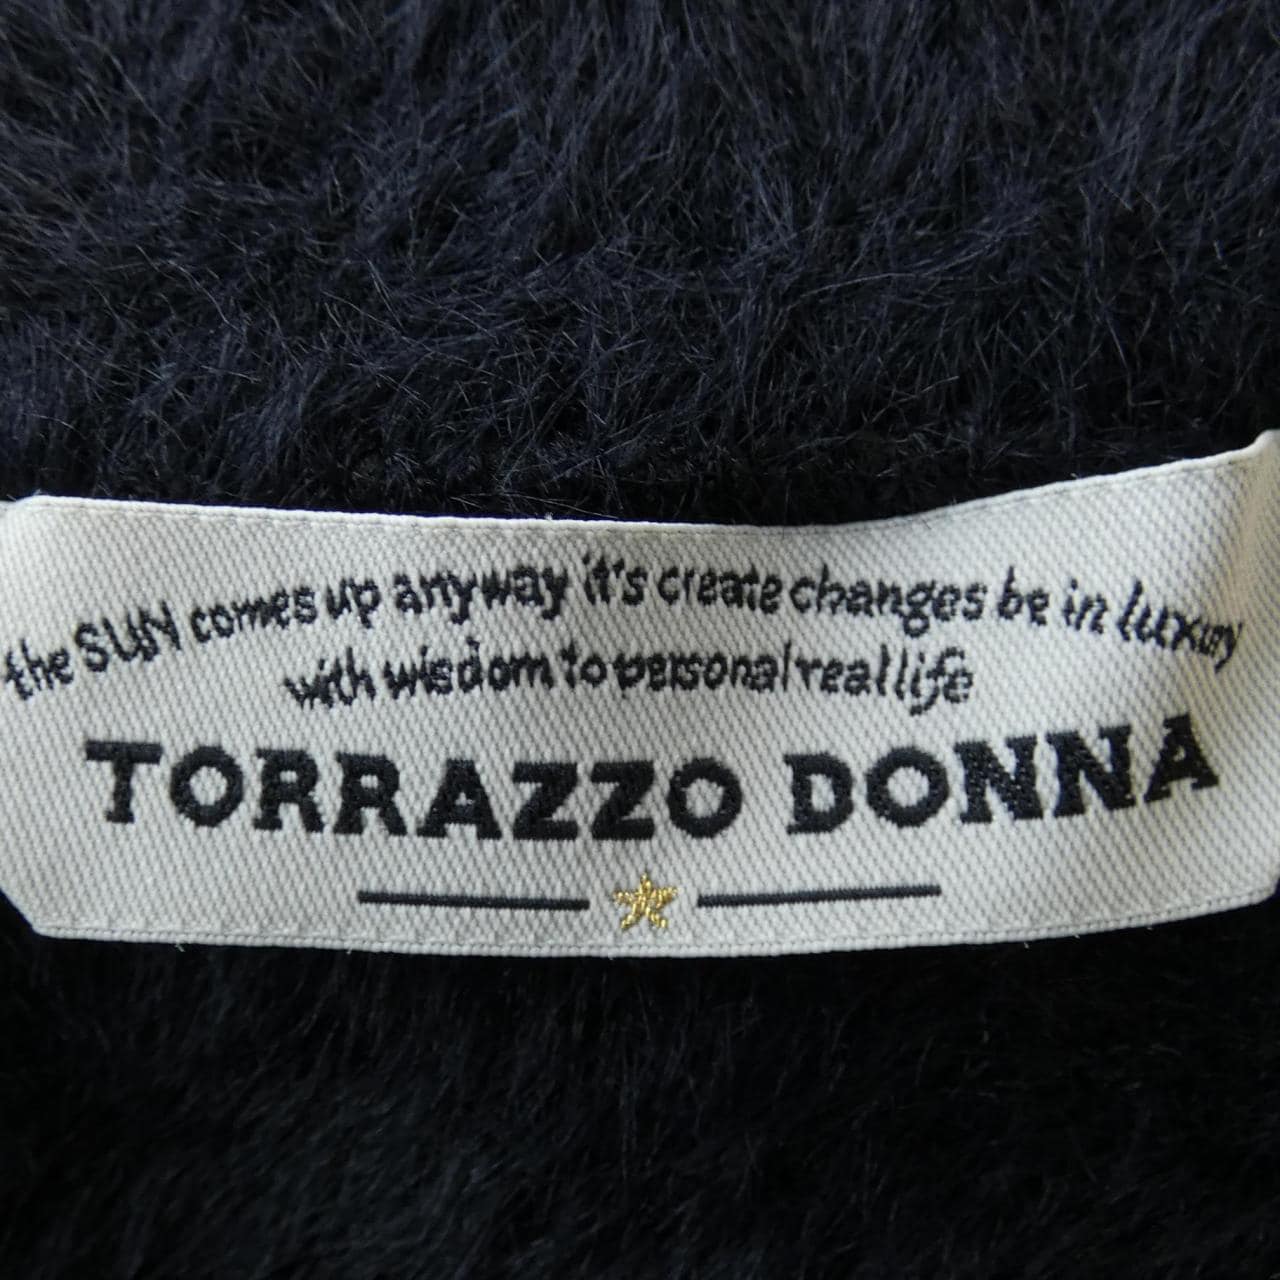 the SUN comes up anyway it's create changes be in luxury
with wisdom to personal real life
TORRAZZO DONNA